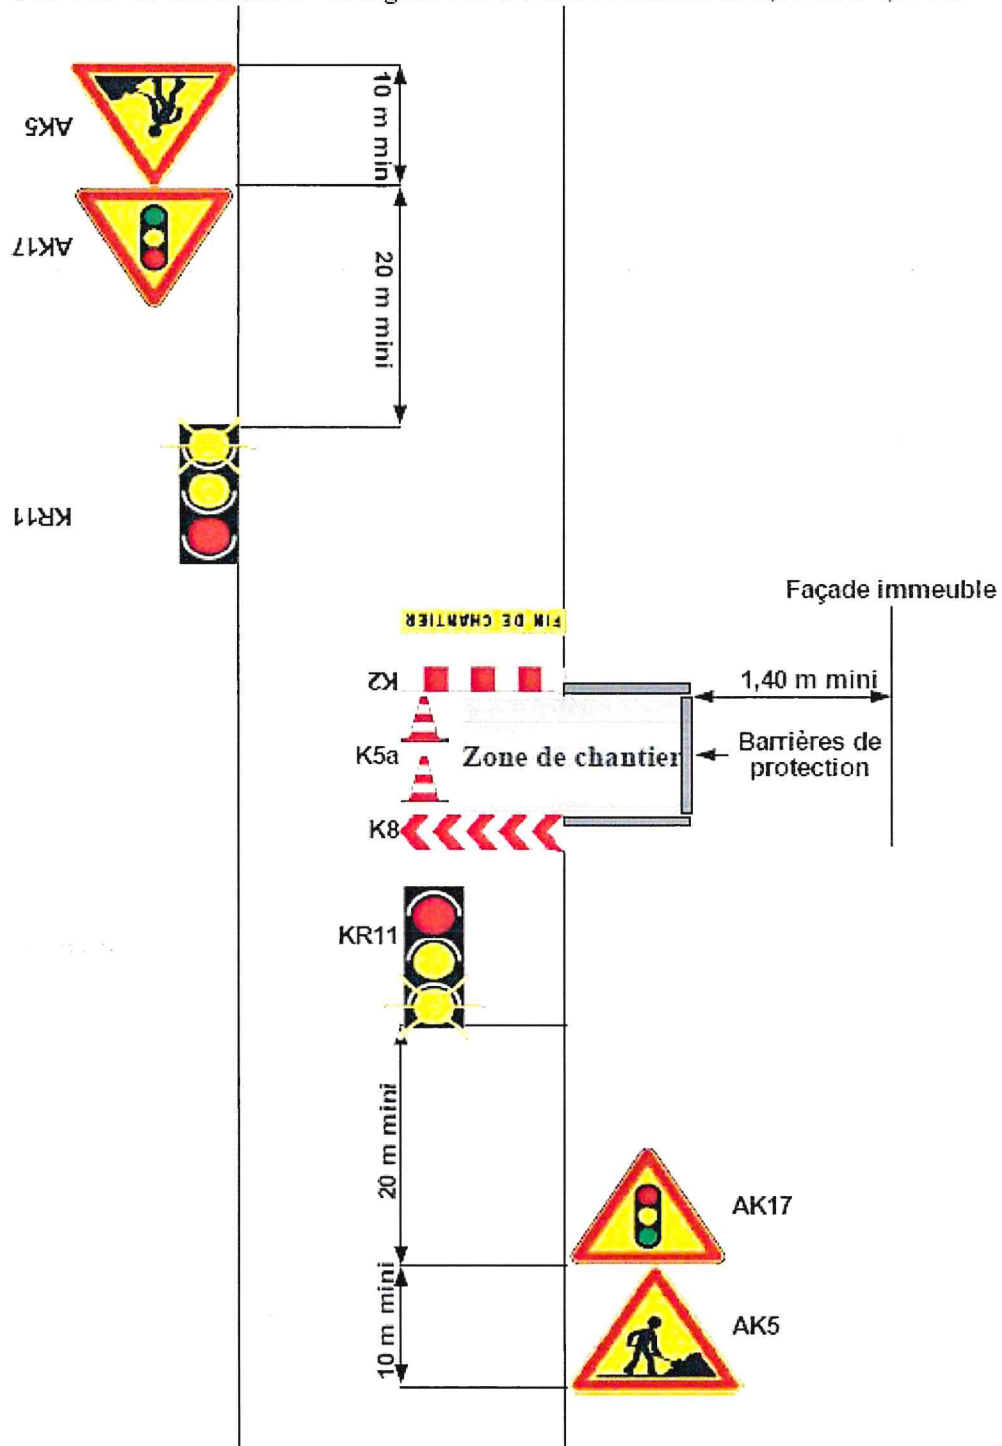 AK5
10 m mini
AK17
20 m mini
KR11
Façade immeuble
FIN DE CHANTIER
K2
1,40 m mini
K5a
Zone de chantier
Barrières de
protection
K8
KR11
20 m mini
AK17
10 m mini
AK5